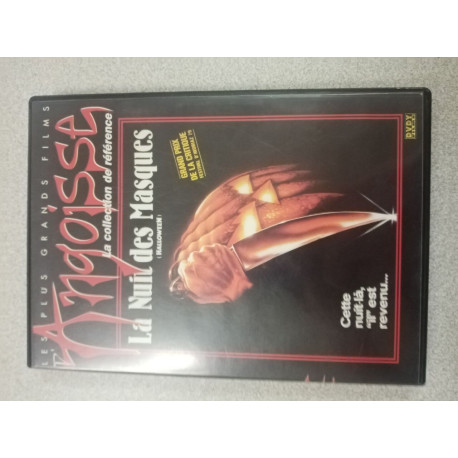 LES PLUS GRANDS FILMS
D'Angoisse
La collection de référence
La Nuit des Masques
(HALLOWEEN)
GRAND PRIX
DE LA CRITIQUE
Cette
nuit-là,
"il" est
revenu...
DVDY